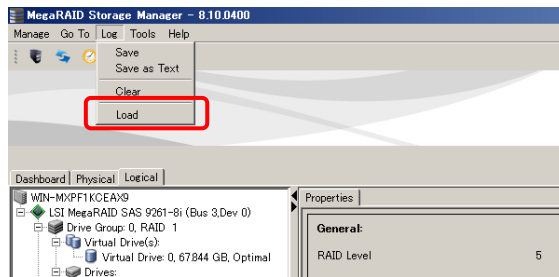 MegaRAID Storage Manager - 8.10.0400
Manage Go To Log Tools Help
Save
Save as Text
Clear
Load
Dashboard Physical Logical
WIN-MXPF1KCEAX9
LSI MegaRAID SAS 9261-8i (Bus 3,Dev 0)
Drive Group: 0, RAID 1
Virtual Drive(s):
Virtual Drive: 0, 67.844 GB, Optimal
Drives:
Properties
General:
RAID Level 5